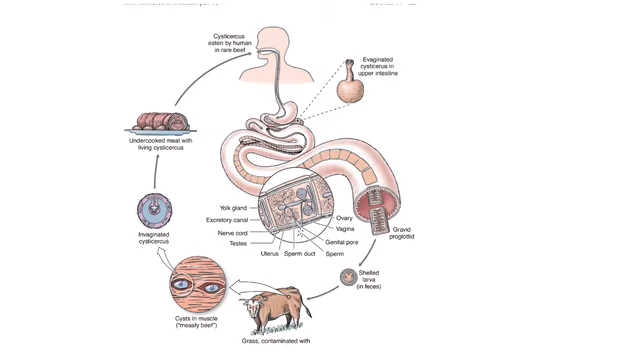 Cysticercus
eaten by human
in rare beef
Evaginated
cysticercus in
upper intestine
Undercooked meat with
living cysticercus
Invaginated
cysticercus
Yolk gland
Excretory canal
Nerve cord
Testes
Uterus
Sperm duct
Sperm
Genital pore
Vagina
Ovary
Gravid
proglottid
Shelled
larva
(in feces)
Cysts in muscle
("measly beef")
Grass, contaminated with